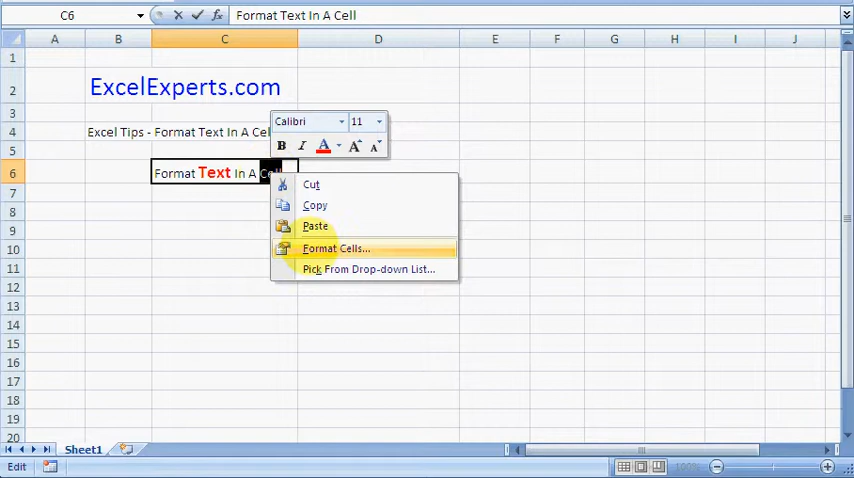 C6 Format Text In A Cell
A B C D E F G H I J
1
2 ExcelExperts.com
3
4 Excel Tips - Format Text In A Cel
Calibri 11
B I A A A
5
6 Format Text In A Cell
7
Cut
8
Copy
9
Paste
10
Format Cells...
11
Pick From Drop-down List...
12
13
14
15
16
17
18
19
20
Sheet1
Edit 100%